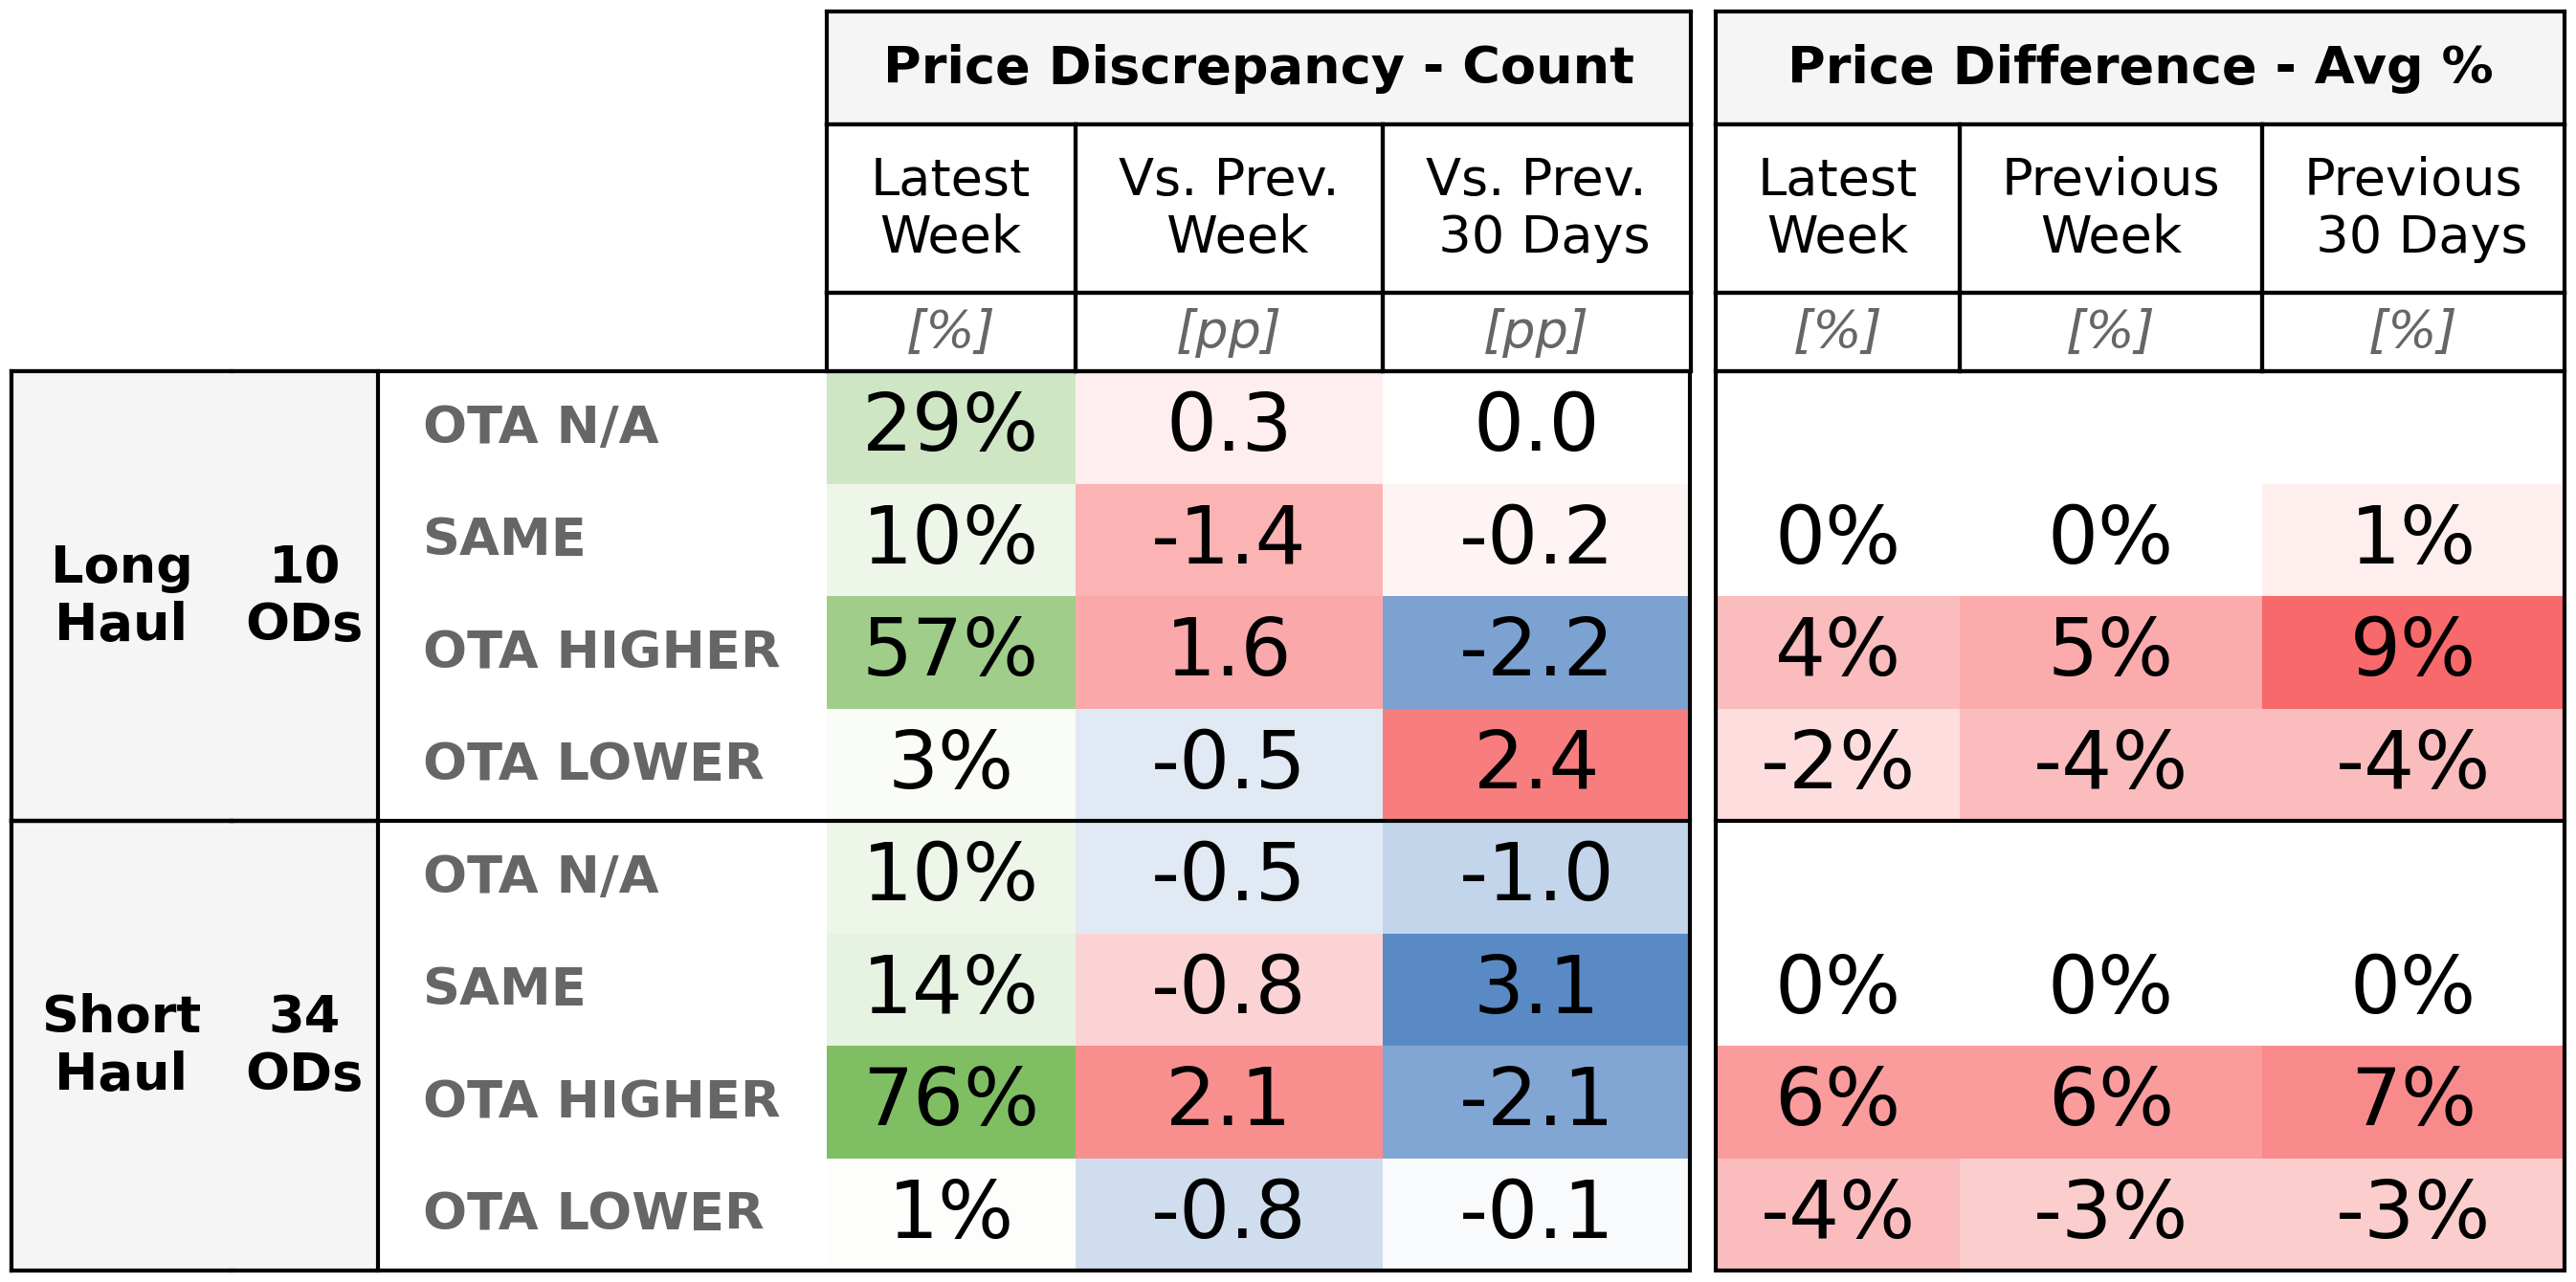 Price Discrepancy - Count Price Difference - Avg %
Latest Week Vs. Prev. Week Vs. Prev. 30 Days Latest Week Previous Week Previous 30 Days
[%] [pp] [pp] [%] [%] [%]
Long Haul 10 ODs
OTA N/A 29% 0.3 0.0
SAME 10% -1.4 -0.2 0% 0% 1%
OTA HIGHER 57% 1.6 -2.2 4% 5% 9%
OTA LOWER 3% -0.5 2.4 -2% -4% -4%
Short Haul 34 ODs
OTA N/A 10% -0.5 -1.0
SAME 14% -0.8 3.1 0% 0% 0%
OTA HIGHER 76% 2.1 -2.1 6% 6% 7%
OTA LOWER 1% -0.8 -0.1 -4% -3% -3%